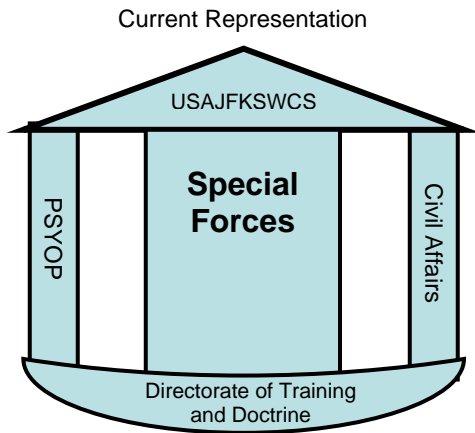 Current Representation
USAJFKSWCS
PSYOP
Special
Forces
Civil Affairs
Directorate of Training
and Doctrine